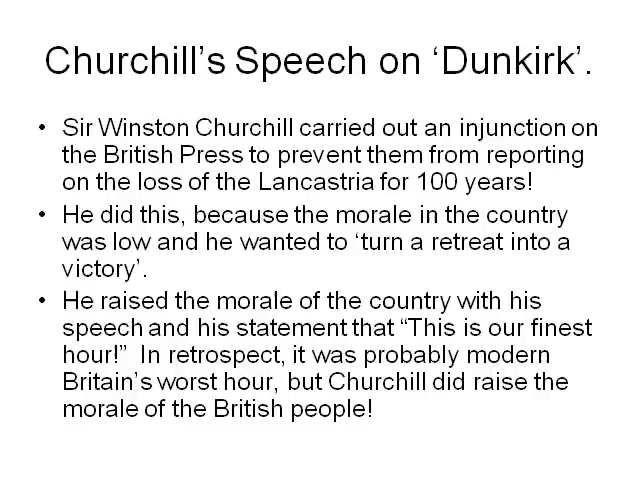 Churchill’s Speech on ‘Dunkirk’.
• Sir Winston Churchill carried out an injunction on
the British Press to prevent them from reporting
on the loss of the Lancastria for 100 years!
• He did this, because the morale in the country
was low and he wanted to ‘turn a retreat into a
victory’.
• He raised the morale of the country with his
speech and his statement that “This is our finest
hour!”  In retrospect, it was probably modern
Britain’s worst hour, but Churchill did raise the
morale of the British people!